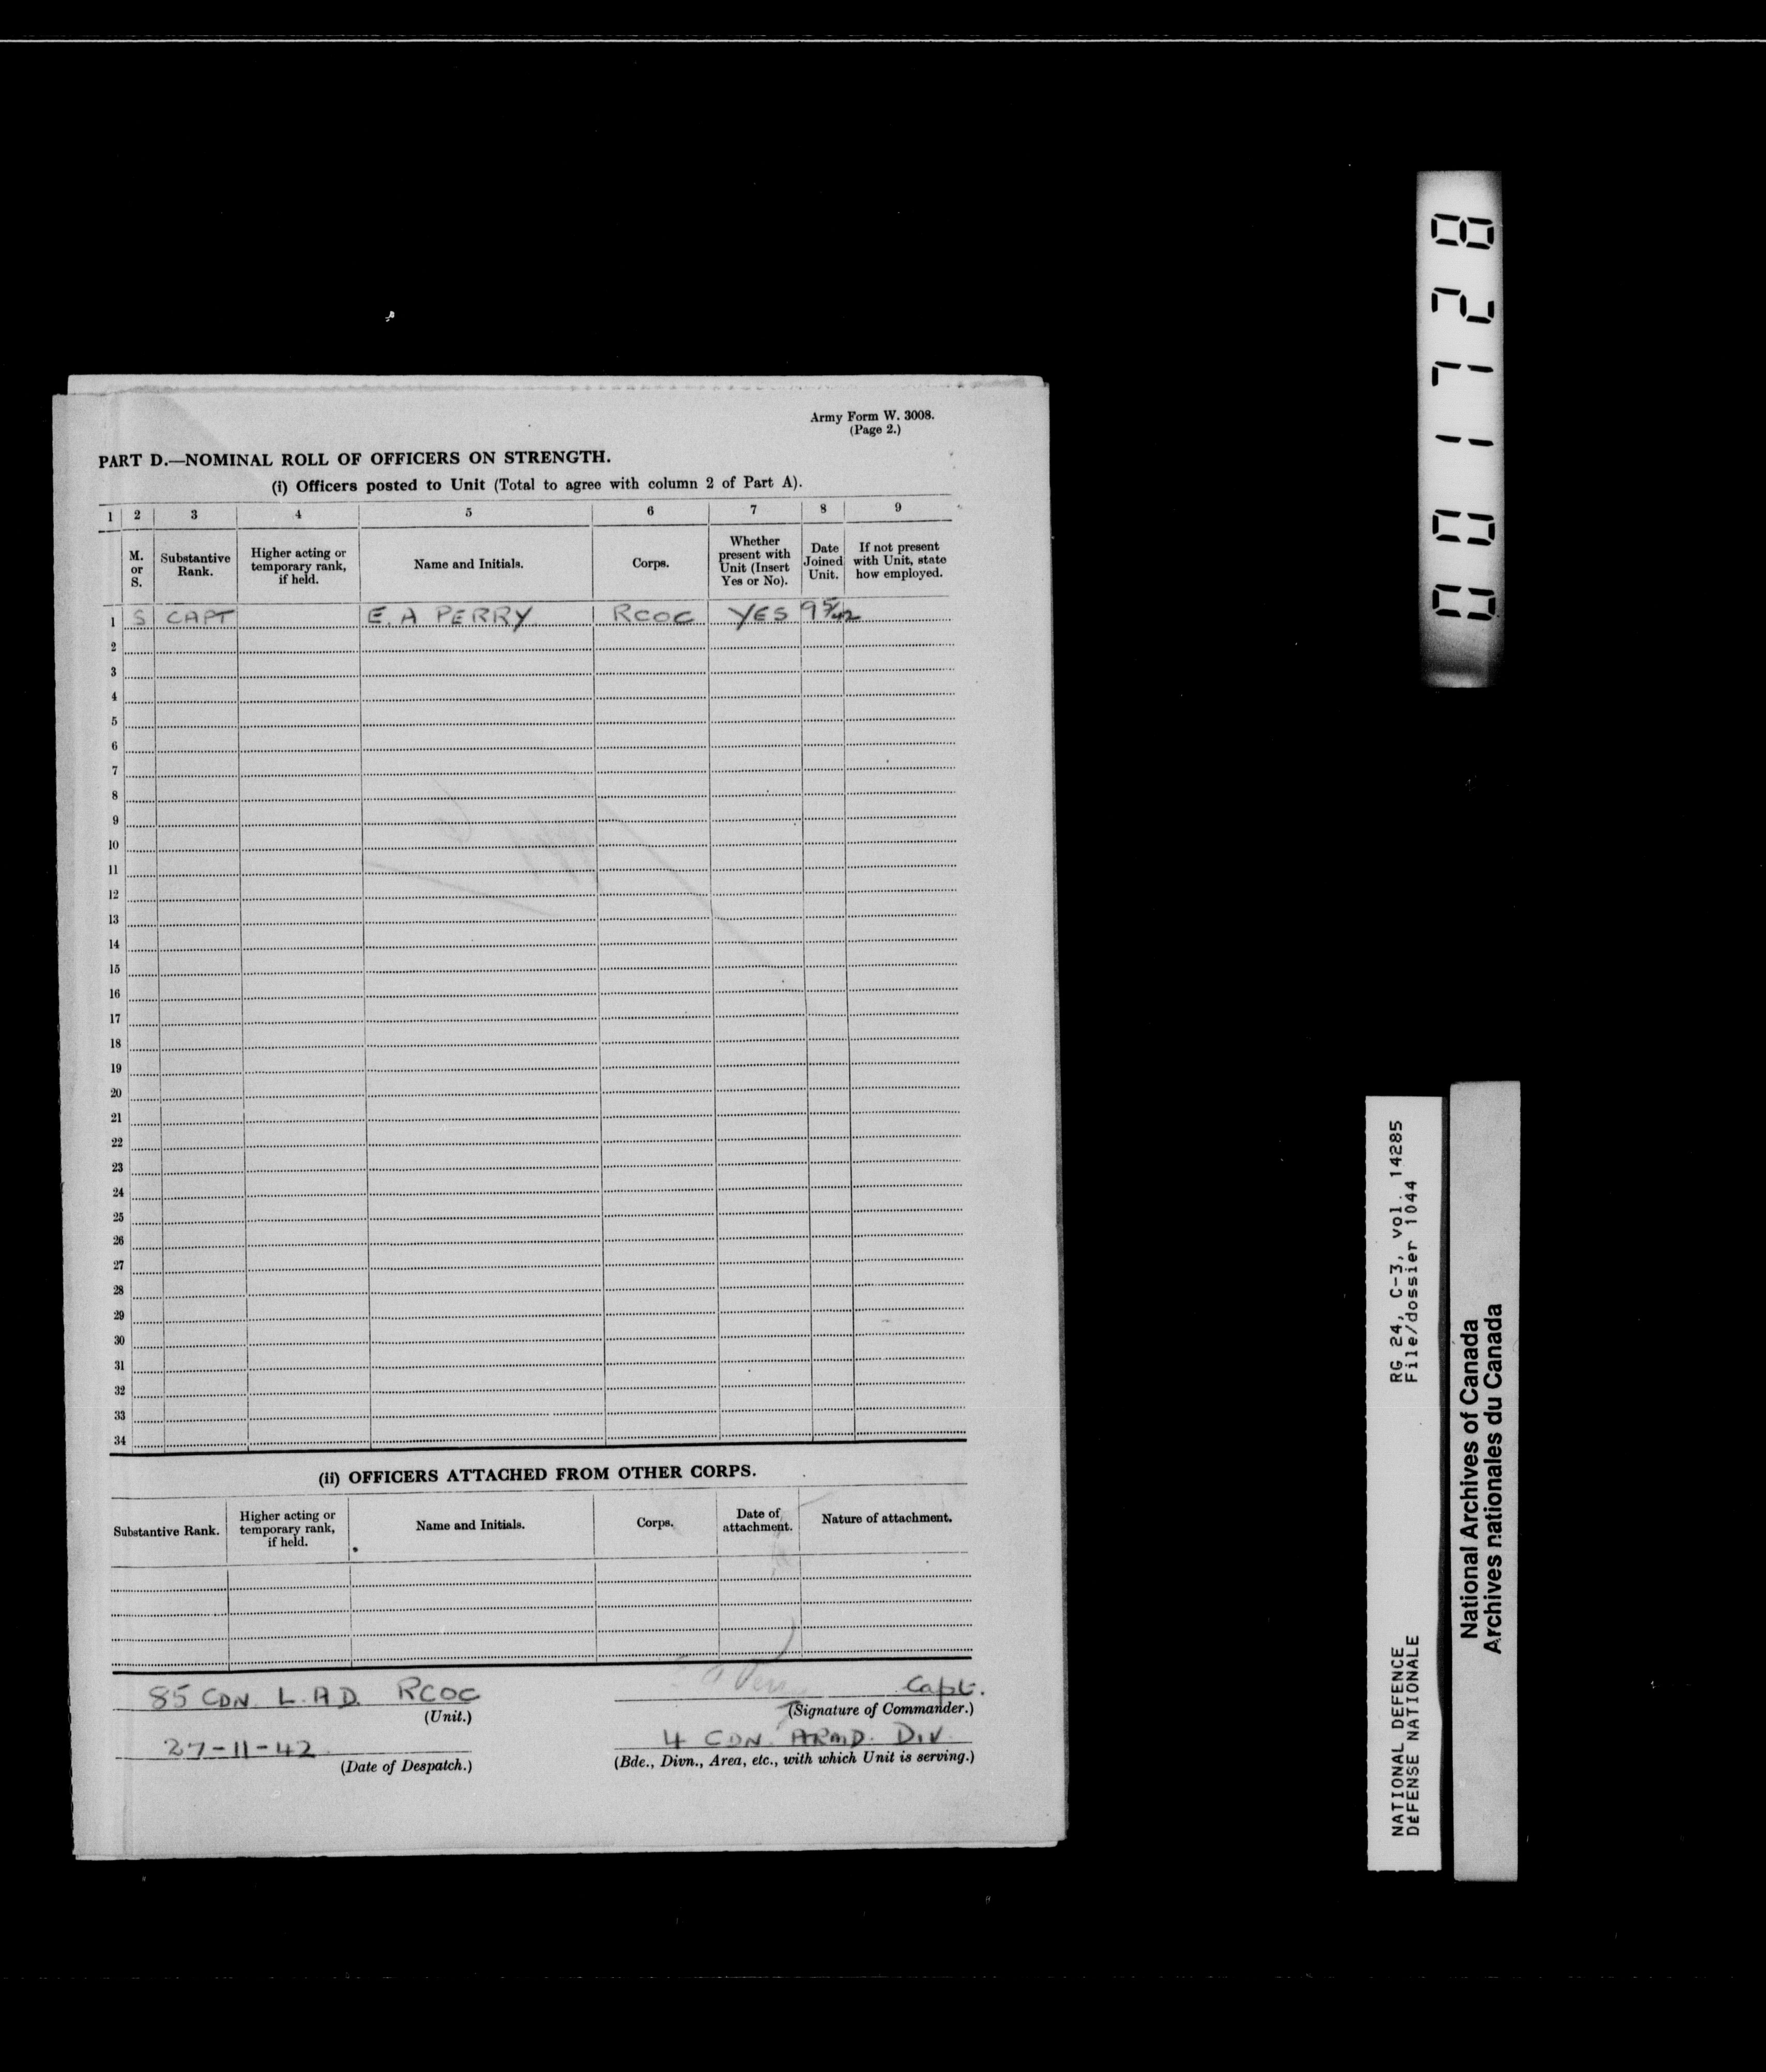 Army Form W. 3008.
(Page 2.)
PART D.—NOMINAL ROLL OF OFFICERS ON STRENGTH.
(i) Officers posted to Unit (Total to agree with column 2 of Part A).
1 2 3 4 5 6 7 8 9
M. or S. Substantive Rank. Higher acting or temporary rank, if held. Name and Initials. Corps. Whether present with Unit (Insert Yes or No). Date Joined Unit. If not present with Unit, state how employed.
1 S CAPT E. A PERRY RCOC YES 9 5/42
2
3
4
5
6
7
8
9
10
11
12
13
14
15
16
17
18
19
20
21
22
23
24
25
26
27
28
29
30
31
32
33
34
(ii) OFFICERS ATTACHED FROM OTHER CORPS.
Substantive Rank. Higher acting or temporary rank, if held. Name and Initials. Corps. Date of attachment. Nature of attachment.
85 CDN. L.A.D. RCOC
(Unit.)
Capt.
(Signature of Commander.)
27-11-42
(Date of Despatch.)
4 CDN. ARMD. DIV.
(Bde., Divn., Area, etc., with which Unit is serving.)
001728
RG 24, C-3, vol. 14285
File/dossier 1044
NATIONAL DEFENCE
DÉFENSE NATIONALE
National Archives of Canada
Archives nationales du Canada